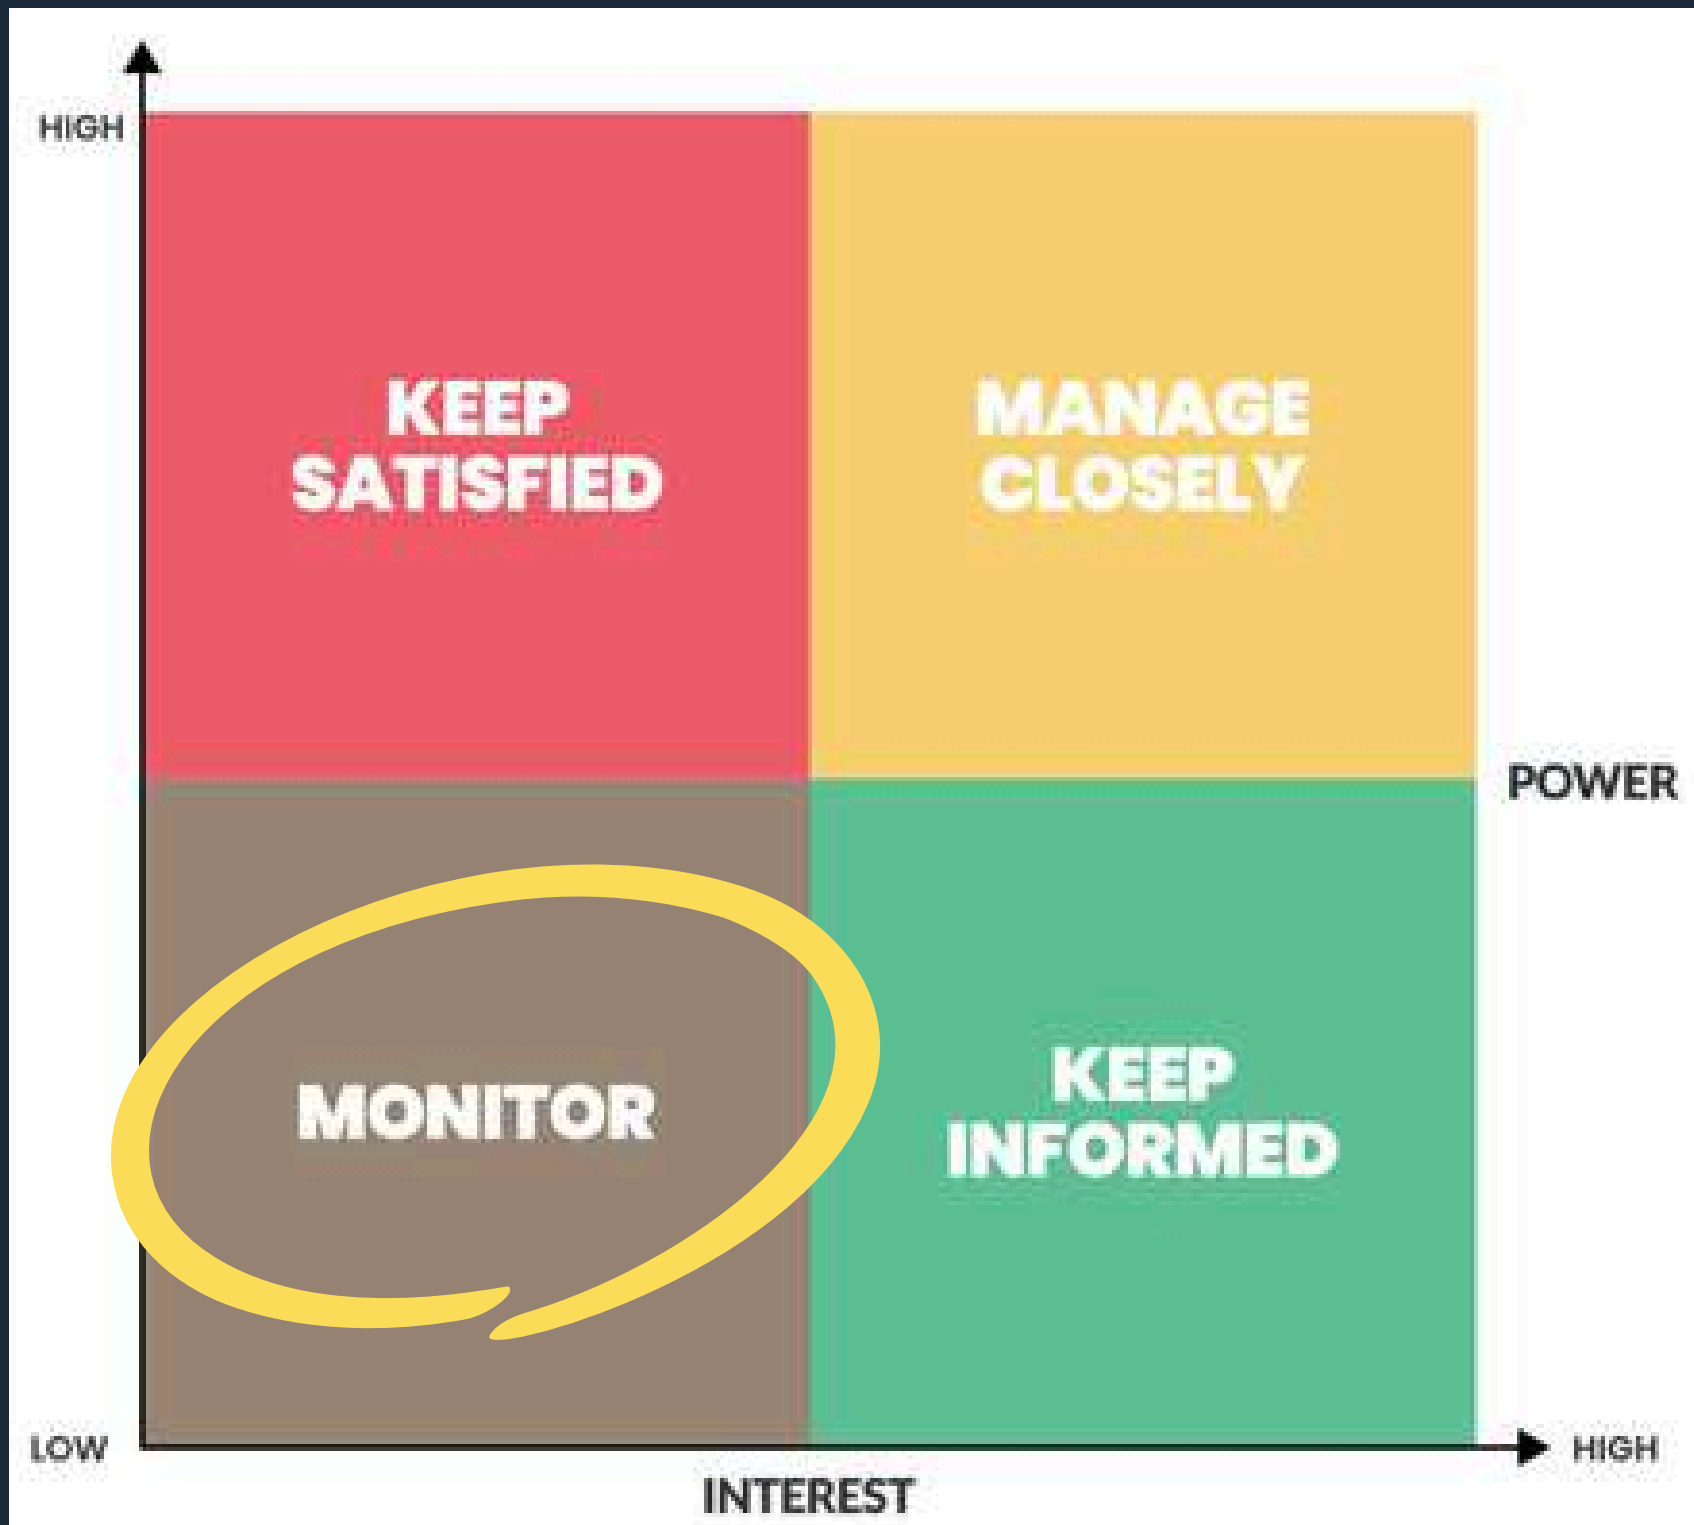 HIGH
KEEP
SATISFIED
MANAGE
CLOSELY
POWER
MONITOR
KEEP
INFORMED
LOW
HIGH
INTEREST